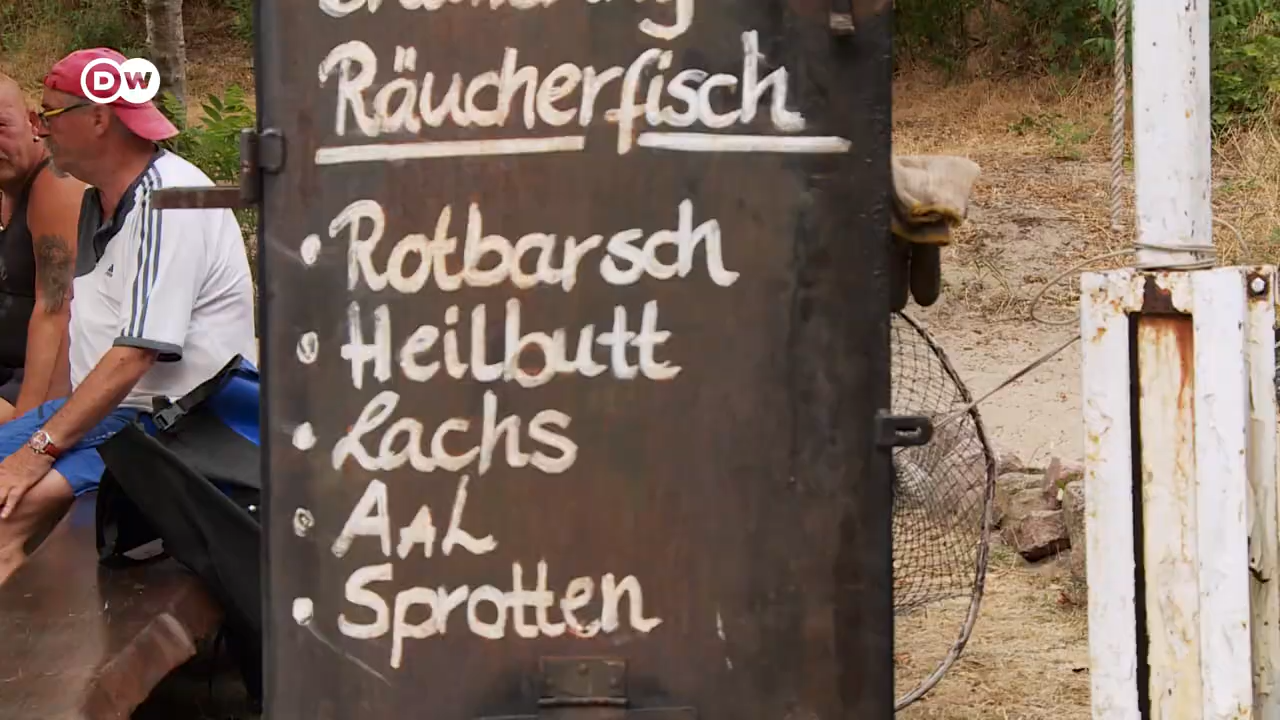 DW
Räucherfisch
• Rotbarsch
• Heilbutt
• Lachs
• AAL
• Sprotten